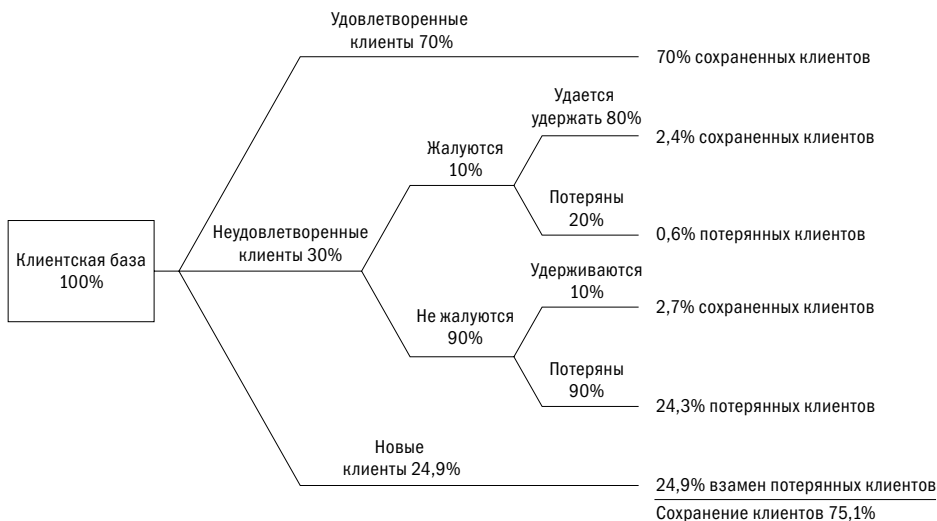 Удовлетворенные
клиенты 70%
70% сохраненных клиентов
Удается
удержать 80%
2,4% сохраненных клиентов
Жалуются
10%
Потеряны
20%
0,6% потерянных клиентов
Клиентская база
100%
Неудовлетворенные
клиенты 30%
Удерживаются
10%
2,7% сохраненных клиентов
Не жалуются
90%
Потеряны
90%
24,3% потерянных клиентов
Новые
клиенты 24,9%
24,9% взамен потерянных клиентов
Сохранение клиентов 75,1%